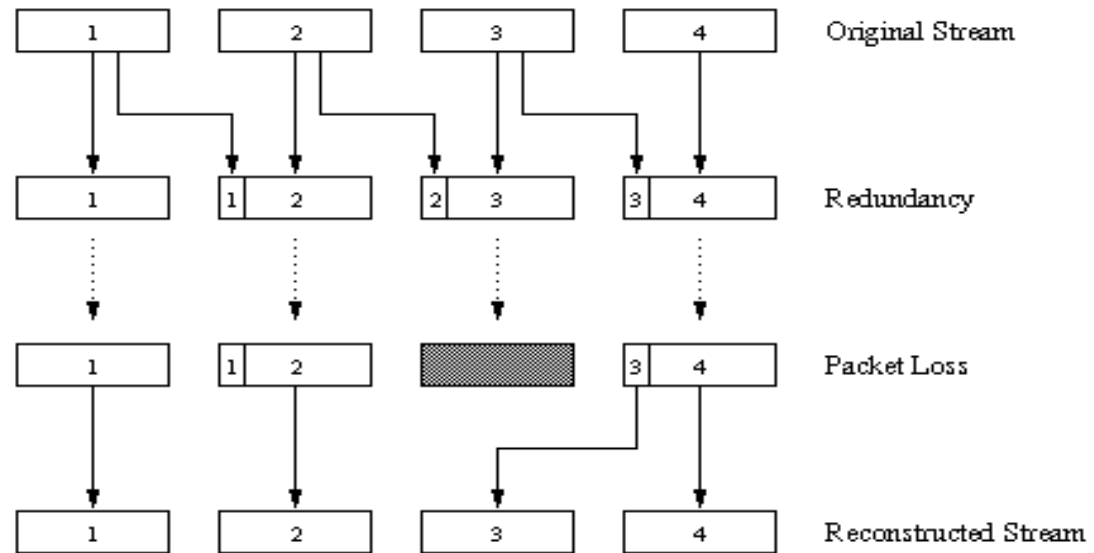 1 2 3 4 Original Stream
1 1 2 2 3 3 4 Redundancy
1 1 2 3 4 Packet Loss
1 2 3 4 Reconstructed Stream